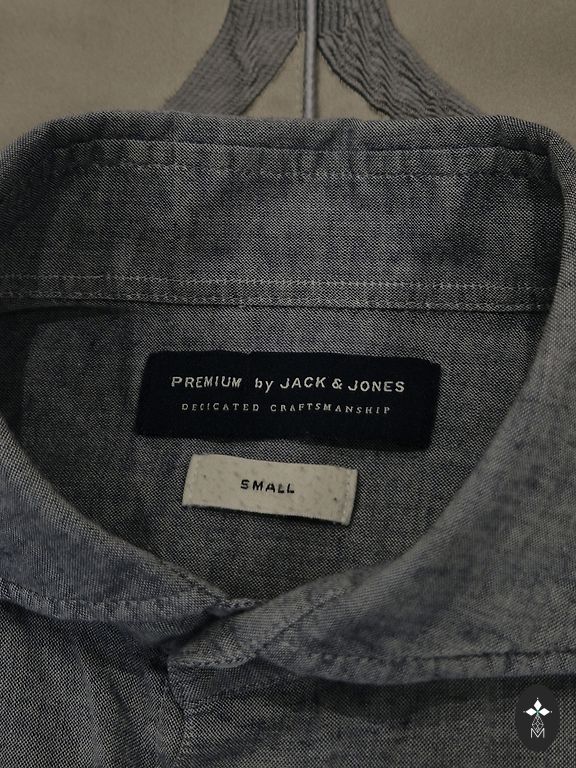 PREMIUM by JACK & JONES
DEDICATED CRAFTSMANSHIP
SMALL
M